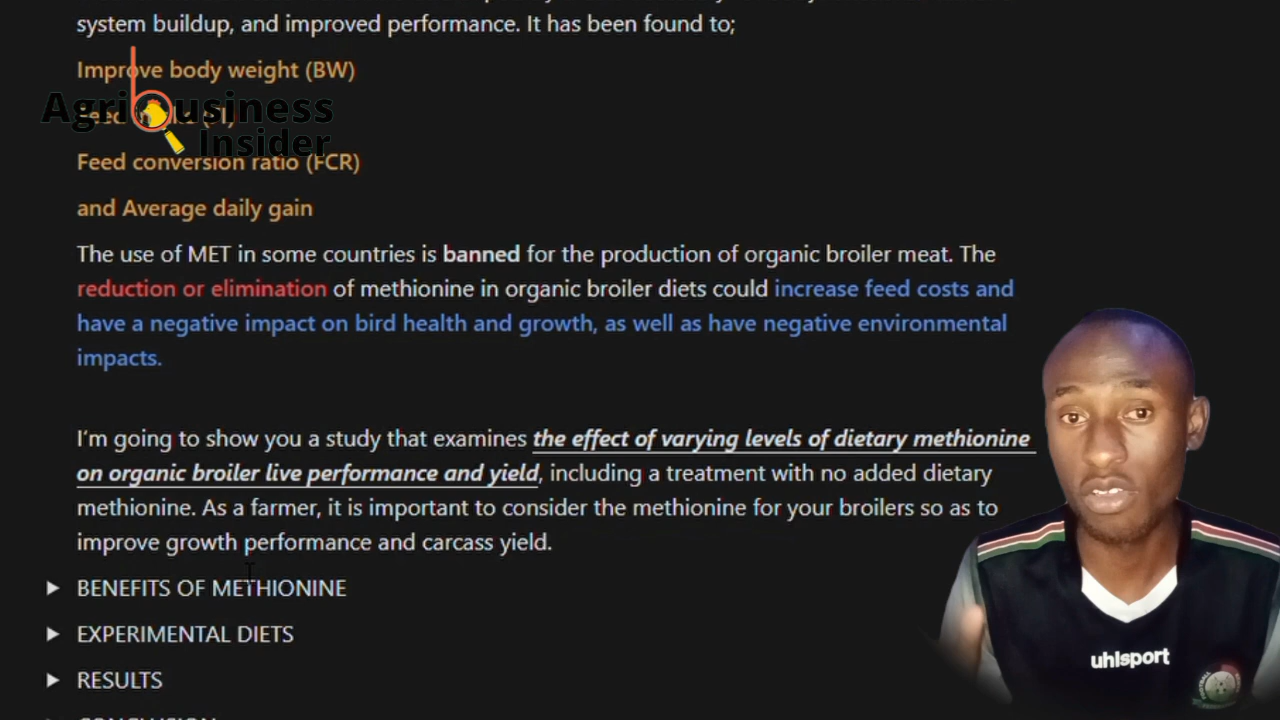 system buildup, and improved performance. It has been found to;
Improve body weight (BW)
Agribusiness
Insider
Feed conversion ratio (FCR)
and Average daily gain
The use of MET in some countries is banned for the production of organic broiler meat. The
reduction or elimination of methionine in organic broiler diets could increase feed costs and
have a negative impact on bird health and growth, as well as have negative environmental
impacts.
I'm going to show you a study that examines the effect of varying levels of dietary methionine
on organic broiler live performance and yield, including a treatment with no added dietary
methionine. As a farmer, it is important to consider the methionine for your broilers so as to
improve growth performance and carcass yield.
▶ BENEFITS OF METHIONINE
▶ EXPERIMENTAL DIETS
▶ RESULTS
uhlsport